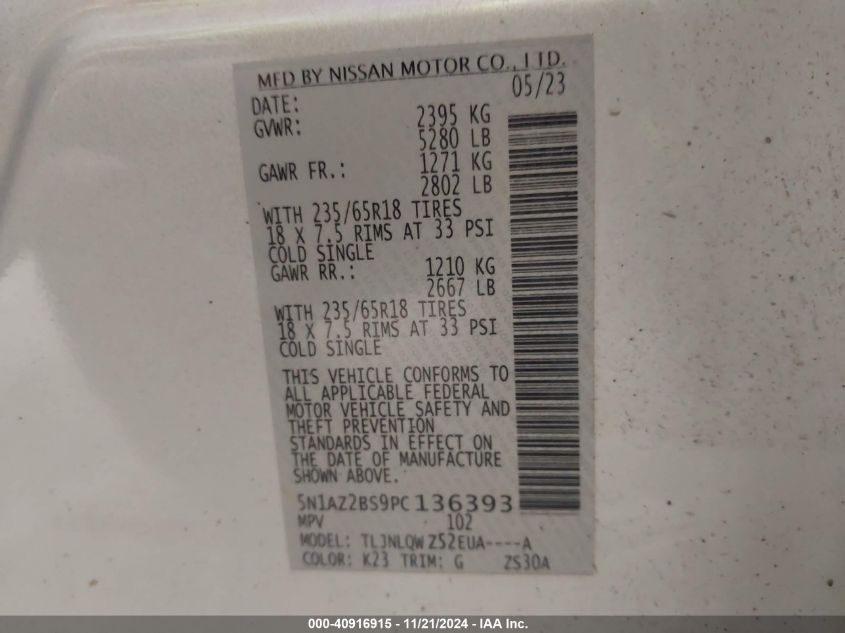 MFD BY NISSAN MOTOR CO., LTD.
DATE: 05/23
GVWR: 2395 KG
5280 LB
GAWR FR.: 1271 KG
2802 LB
WITH 235/65R18 TIRES
18 X 7.5 RIMS AT 33 PSI
COLD SINGLE
GAWR RR.: 1210 KG
2667 LB
WITH 235/65R18 TIRES
18 X 7.5 RIMS AT 33 PSI
COLD SINGLE
THIS VEHICLE CONFORMS TO
ALL APPLICABLE FEDERAL
MOTOR VEHICLE SAFETY AND
THEFT PREVENTION
STANDARDS IN EFFECT ON
THE DATE OF MANUFACTURE
SHOWN ABOVE.
5N1AZ2BS9PC136393
MPV 102
MODEL: TLJNLQW Z52EUA----A
COLOR: K23 TRIM: G ZS30A
000-40916915 - 11/21/2024 - IAA Inc.